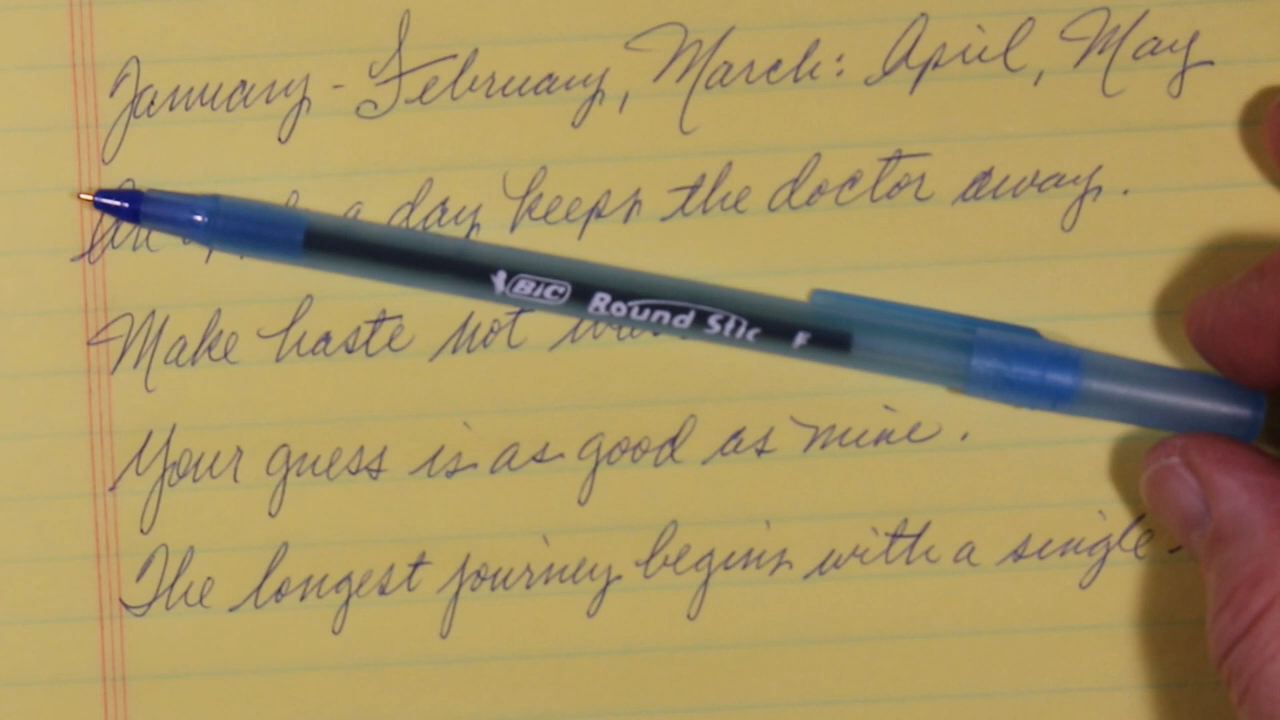 January - February, March: April, May
An a day keeps the doctor away.
BIC Round Stic F
Make haste not
Your guess is as good as mine.
The longest journey begins with a single